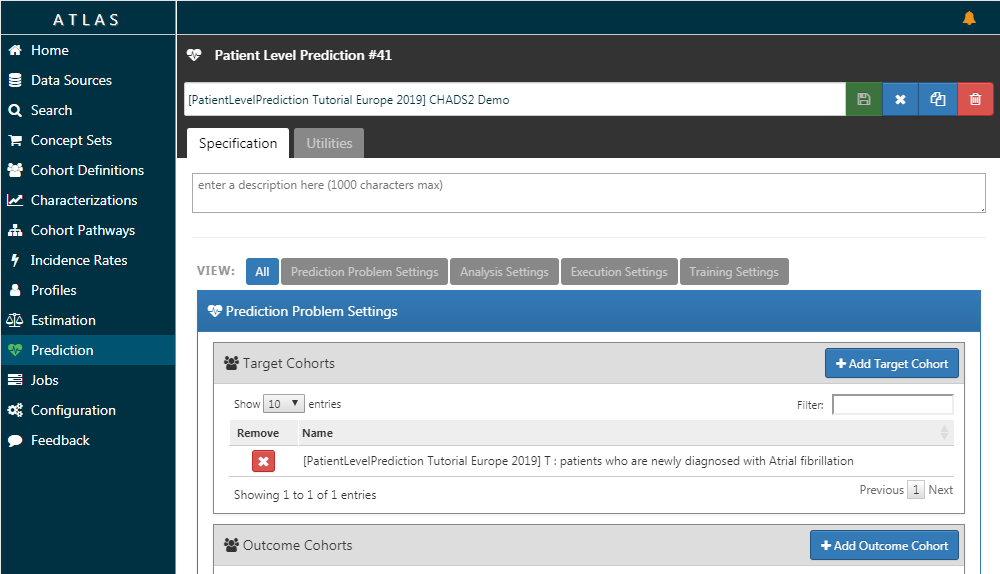 ATLAS
Home
Data Sources
Search
Concept Sets
Cohort Definitions
Characterizations
Cohort Pathways
Incidence Rates
Profiles
Estimation
Prediction
Jobs
Configuration
Feedback
Patient Level Prediction #41
[PatientLevelPrediction Tutorial Europe 2019] CHADS2 Demo
Specification Utilities
enter a description here (1000 characters max)
VIEW: All Prediction Problem Settings Analysis Settings Execution Settings Training Settings
Prediction Problem Settings
Target Cohorts Add Target Cohort
Show 10 entries Filter:
Remove Name
[PatientLevelPrediction Tutorial Europe 2019] T : patients who are newly diagnosed with Atrial fibrillation
Showing 1 to 1 of 1 entries Previous 1 Next
Outcome Cohorts Add Outcome Cohort